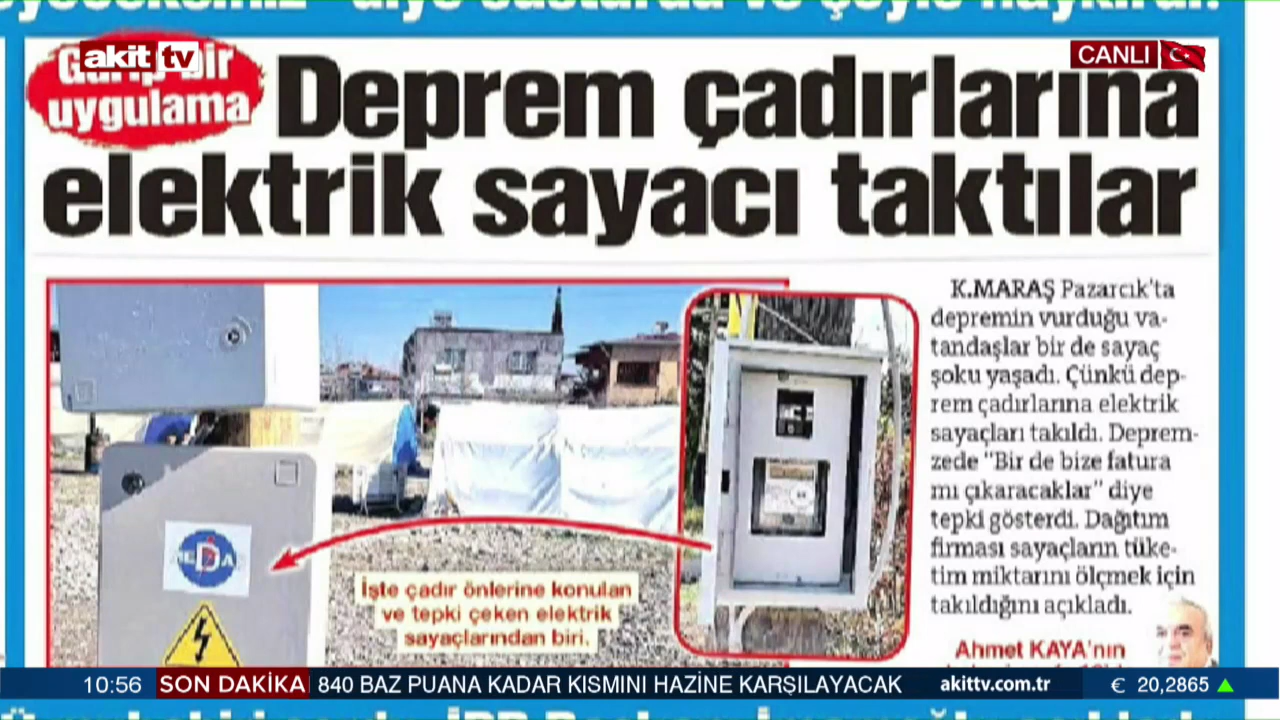 akit tv
CANLI
uygulama
Deprem çadırlarına
elektrik sayacı taktılar
K.MARAŞ Pazarcık'ta
depremin vurduğu va-
tandaşlar bir de sayaç
şoku yaşadı. Çünkü dep-
rem çadırlarına elektrik
sayaçları takıldı. Deprem-
zede "Bir de bize fatura
mı çıkaracaklar" diye
tepki gösterdi. Dağıtım
firması sayaçların tüke-
tim miktarını ölçmek için
takıldığını açıkladı.
Ahmet KAYA'nın
İşte çadır önlerine konulan
ve tepki çeken elektrik
sayaçlarından biri.
10:56 SON DAKİKA 840 BAZ PUANA KADAR KISMINI HAZİNE KARŞILAYACAK akittv.com.tr € 20,2865